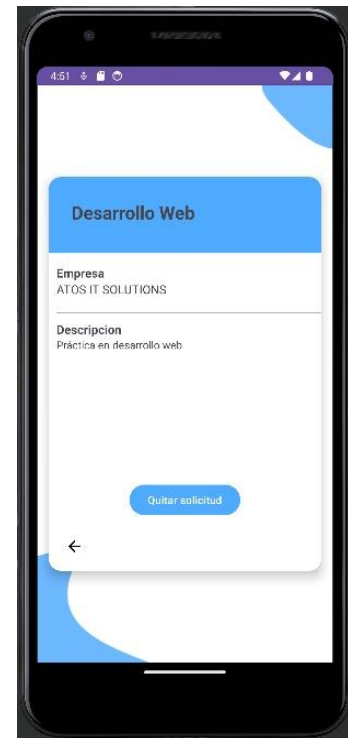 4:51
Desarrollo Web
Empresa
ATOS IT SOLUTIONS
Descripcion
Práctica en desarrollo web
Quitar solicitud